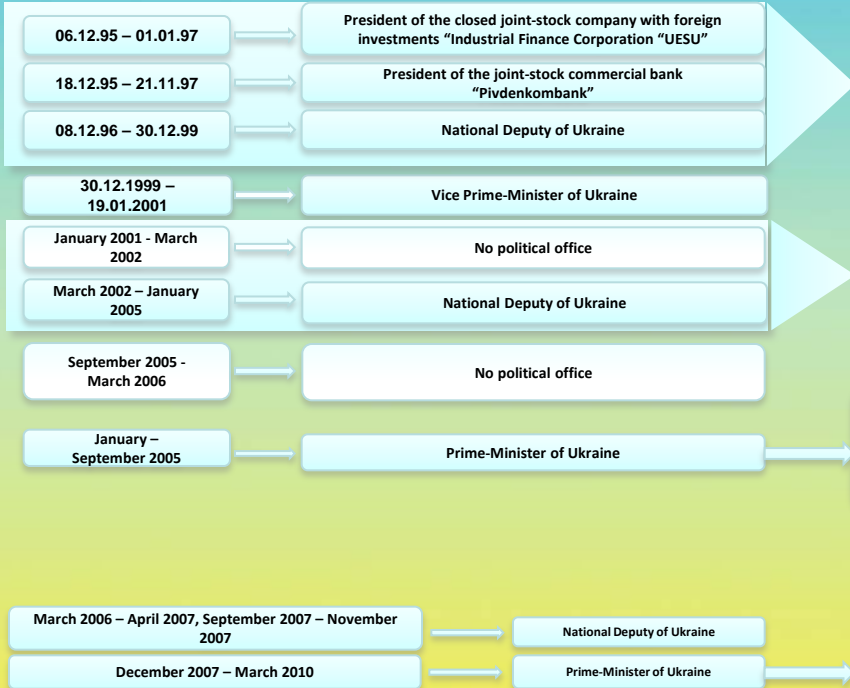 06.12.95 – 01.01.97
President of the closed joint-stock company with foreign
investments “Industrial Finance Corporation “UESU”
18.12.95 – 21.11.97
President of the joint-stock commercial bank
“Pivdenkombank”
08.12.96 – 30.12.99
National Deputy of Ukraine
30.12.1999 –
19.01.2001
Vice Prime-Minister of Ukraine
January 2001 - March
2002
No political office
March 2002 – January
2005
National Deputy of Ukraine
September 2005 -
March 2006
No political office
January –
September 2005
Prime-Minister of Ukraine
March 2006 – April 2007, September 2007 – November
2007
National Deputy of Ukraine
December 2007 – March 2010
Prime-Minister of Ukraine